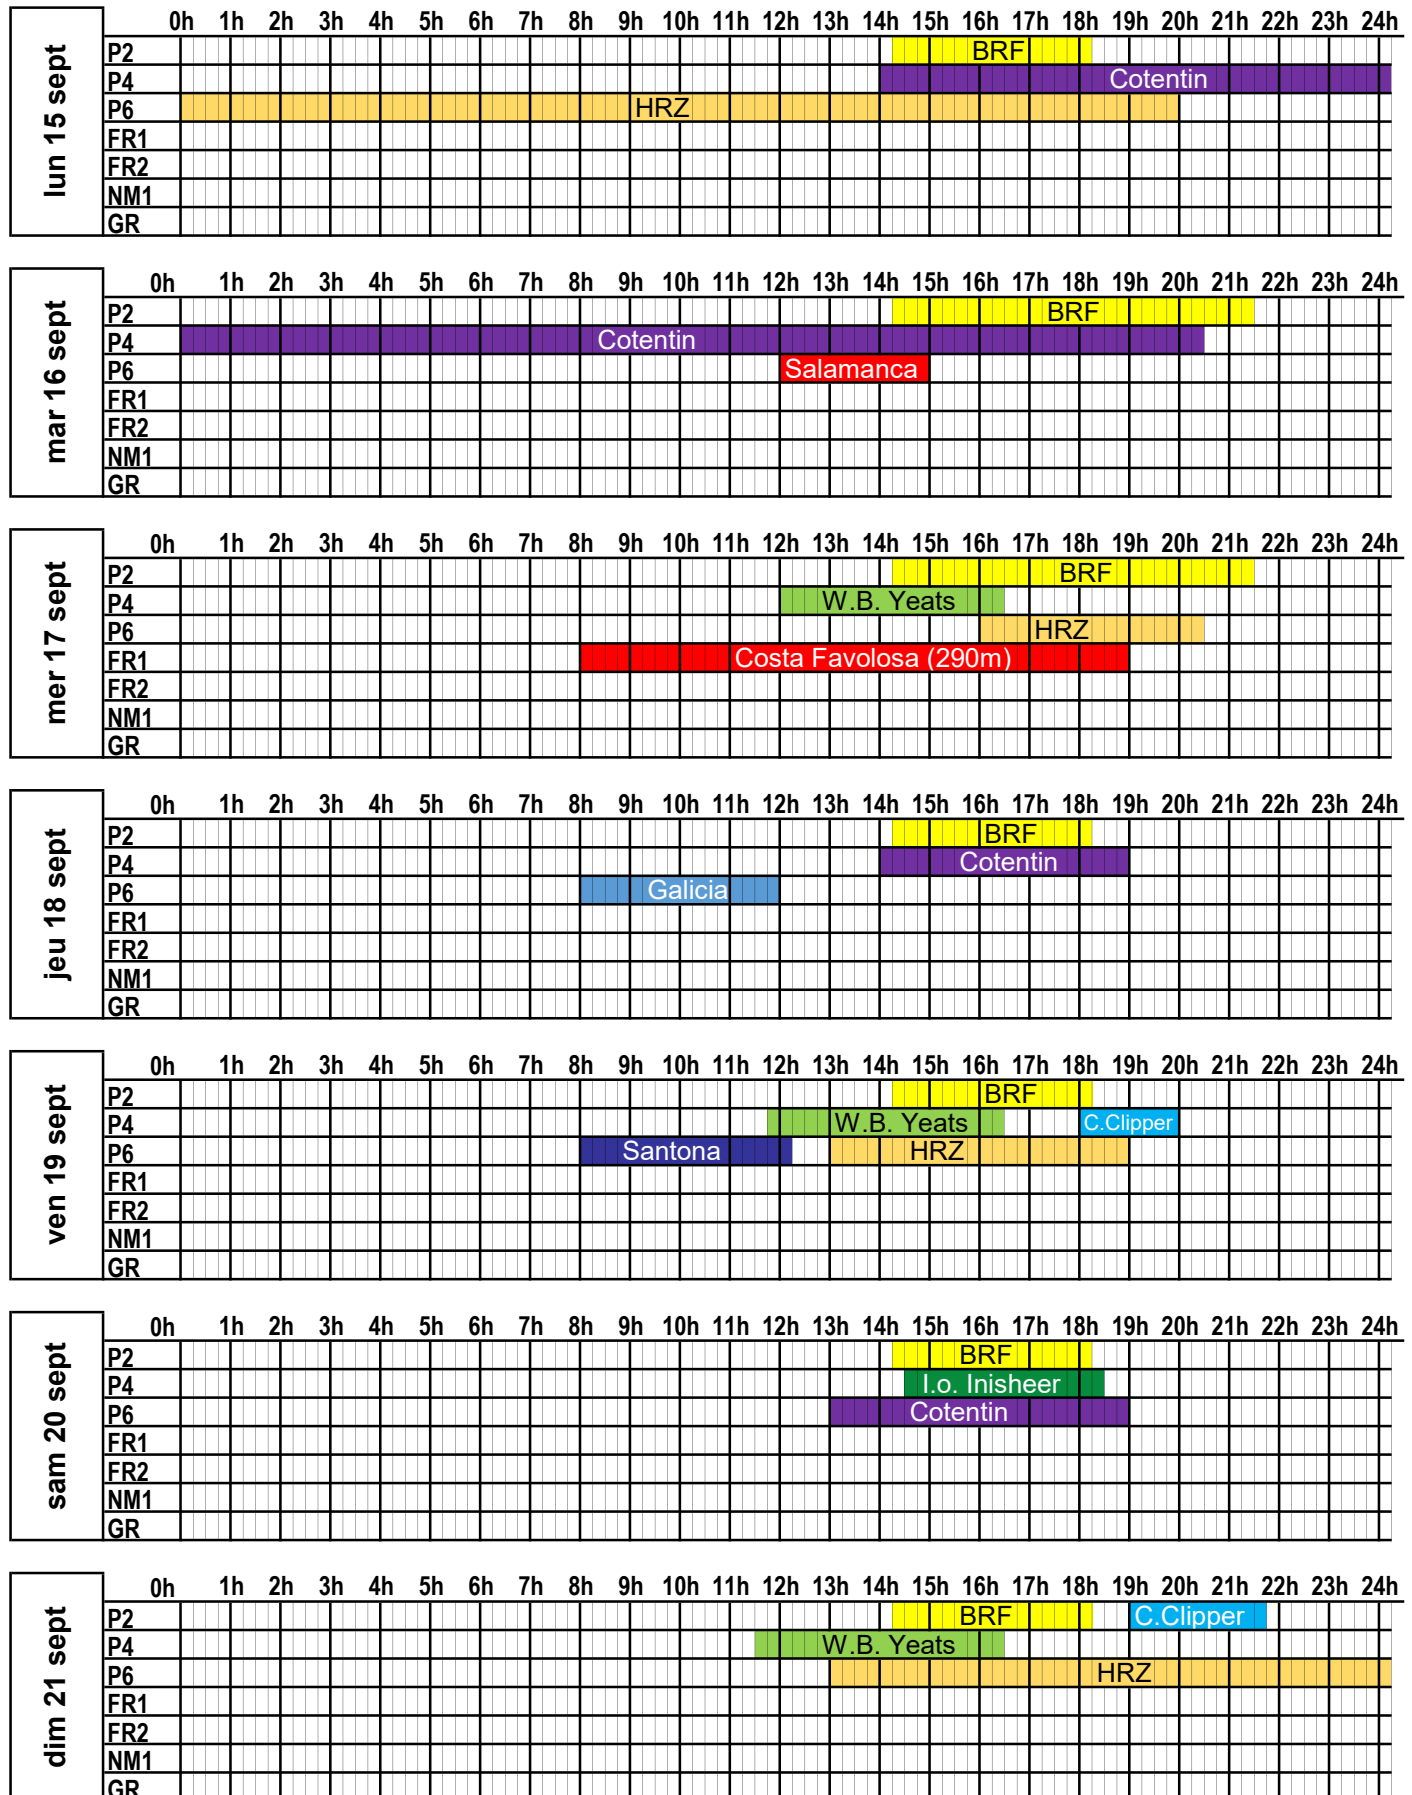 0h 1h 2h 3h 4h 5h 6h 7h 8h 9h 10h 11h 12h 13h 14h 15h 16h 17h 18h 19h 20h 21h 22h 23h 24h
lun 15 sept
P2 BRF
P4 Cotentin
P6 HRZ
FR1
FR2
NM1
GR
0h 1h 2h 3h 4h 5h 6h 7h 8h 9h 10h 11h 12h 13h 14h 15h 16h 17h 18h 19h 20h 21h 22h 23h 24h
mar 16 sept
P2 BRF
P4 Cotentin
P6 Salamanca
FR1
FR2
NM1
GR
0h 1h 2h 3h 4h 5h 6h 7h 8h 9h 10h 11h 12h 13h 14h 15h 16h 17h 18h 19h 20h 21h 22h 23h 24h
mer 17 sept
P2 BRF
P4 W.B. Yeats
P6 HRZ
FR1 Costa Favolosa (290m)
FR2
NM1
GR
0h 1h 2h 3h 4h 5h 6h 7h 8h 9h 10h 11h 12h 13h 14h 15h 16h 17h 18h 19h 20h 21h 22h 23h 24h
jeu 18 sept
P2 BRF
P4 Cotentin
P6 Galicia
FR1
FR2
NM1
GR
0h 1h 2h 3h 4h 5h 6h 7h 8h 9h 10h 11h 12h 13h 14h 15h 16h 17h 18h 19h 20h 21h 22h 23h 24h
ven 19 sept
P2 BRF
P4 W.B. Yeats C.Clipper
P6 Santona HRZ
FR1
FR2
NM1
GR
0h 1h 2h 3h 4h 5h 6h 7h 8h 9h 10h 11h 12h 13h 14h 15h 16h 17h 18h 19h 20h 21h 22h 23h 24h
sam 20 sept
P2 BRF
P4 I.o. Inisheer
P6 Cotentin
FR1
FR2
NM1
GR
0h 1h 2h 3h 4h 5h 6h 7h 8h 9h 10h 11h 12h 13h 14h 15h 16h 17h 18h 19h 20h 21h 22h 23h 24h
dim 21 sept
P2 BRF C.Clipper
P4 W.B. Yeats
P6 HRZ
FR1
FR2
NM1
GR